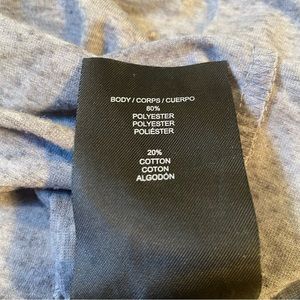 BODY / CORPS / CUERPO
80%
POLYESTER
POLYESTER
POLIÉSTER
20%
COTTON
COTON
ALGODÓN